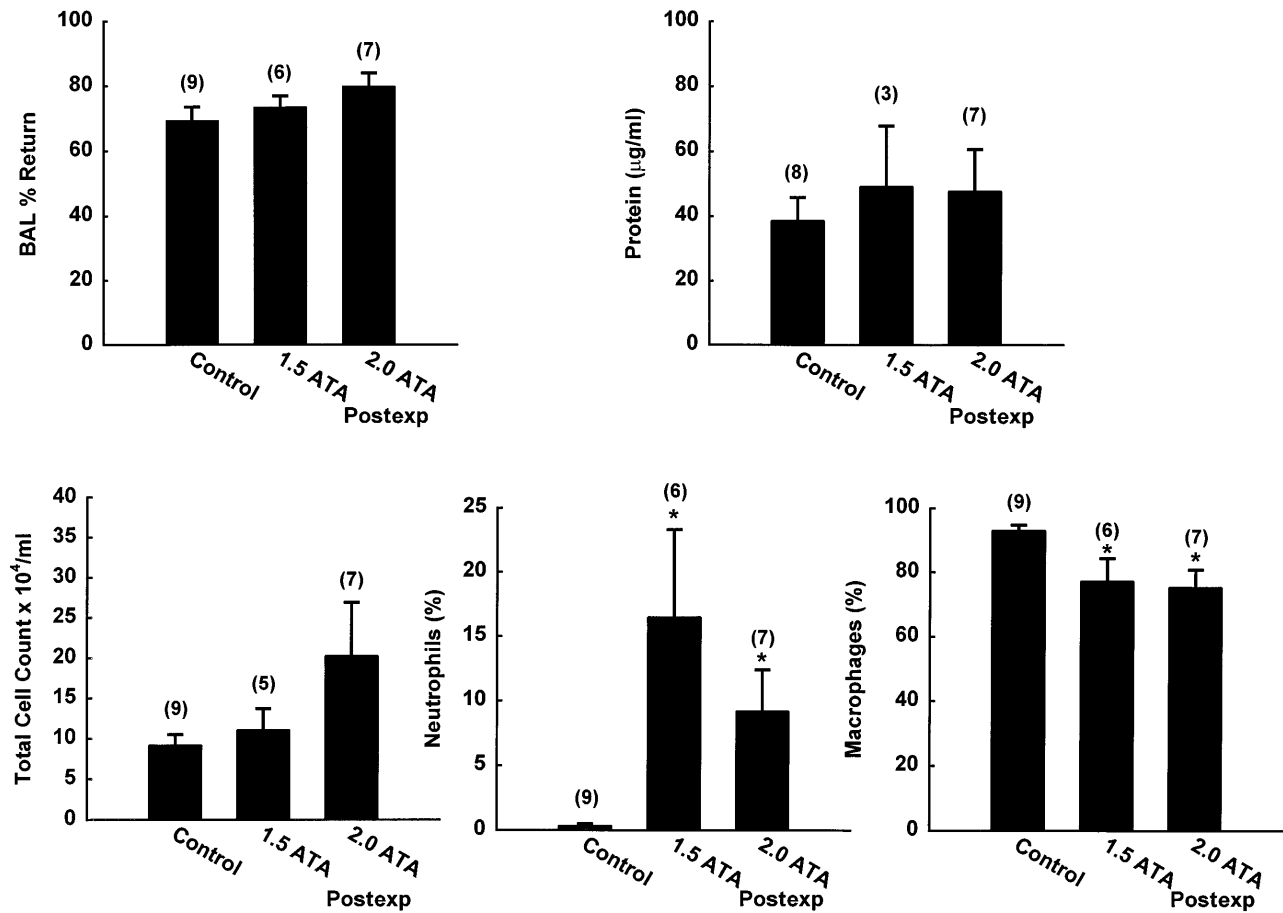 BAL % Return
100
80
60
40
20
0
(9)
(6)
(7)
Control
1.5 ATA
2.0 ATA
Postexp
Protein (μg/ml)
100
80
60
40
20
0
(8)
(3)
(7)
Control
1.5 ATA
2.0 ATA
Postexp
Total Cell Count x 10⁴/ml
40
35
30
25
20
15
10
5
0
(9)
(5)
(7)
Control
1.5 ATA
2.0 ATA
Postexp
Neutrophils (%)
25
20
15
10
5
0
(9)
(6)
*
(7)
*
Control
1.5 ATA
2.0 ATA
Postexp
Macrophages (%)
100
80
60
40
20
0
(9)
(6)
*
(7)
*
Control
1.5 ATA
2.0 ATA
Postexp